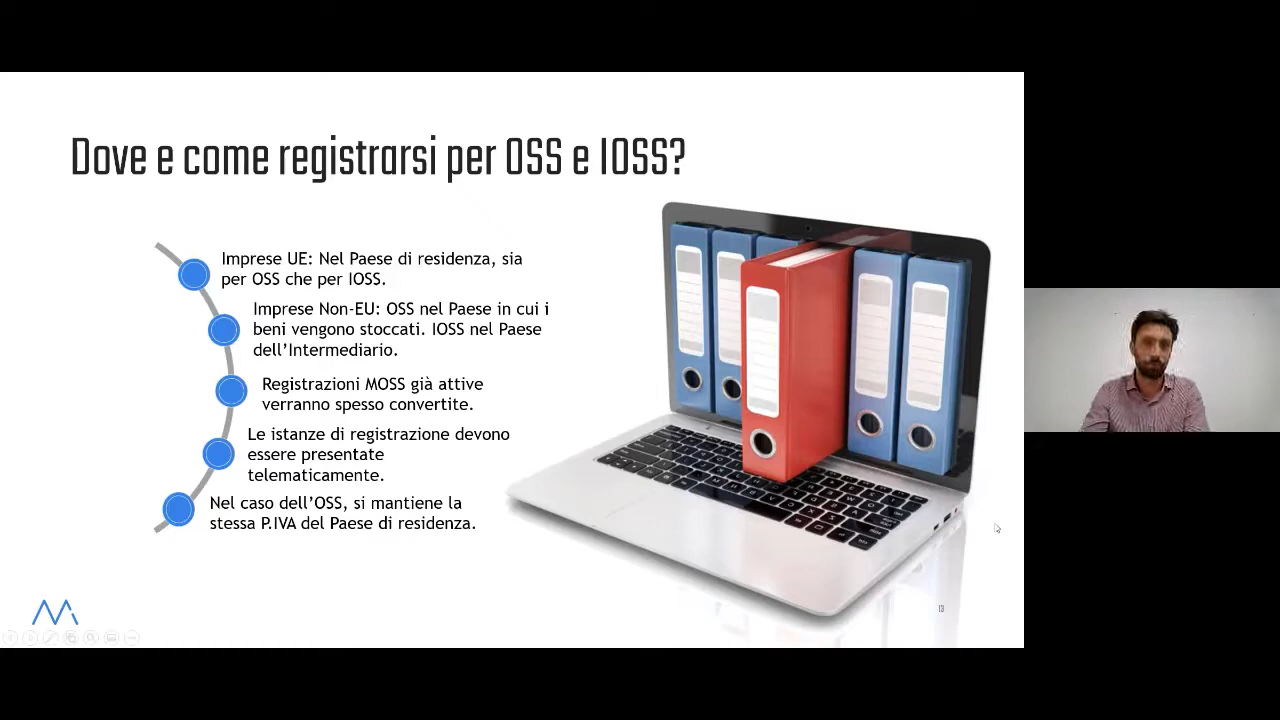 Dove e come registrarsi per OSS e IOSS?
Imprese UE: Nel Paese di residenza, sia
per OSS che per IOSS.
Imprese Non-EU: OSS nel Paese in cui i
beni vengono stoccati. IOSS nel Paese
dell’Intermediario.
Registrazioni MOSS già attive
verranno spesso convertite.
Le istanze di registrazione devono
essere presentate
telematicamente.
Nel caso dell’OSS, si mantiene la
stessa P.IVA del Paese di residenza.
13